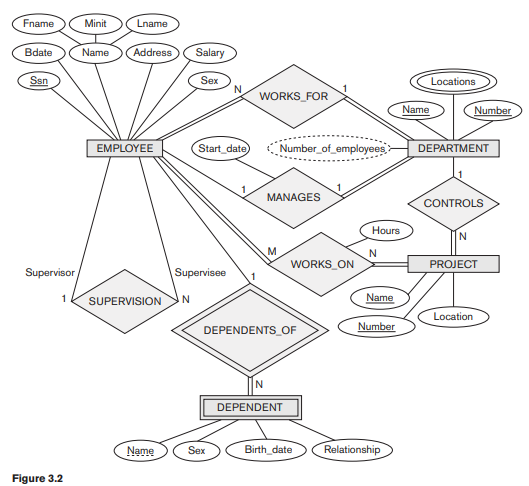 Fname Minit Lname
Bdate Name Address Salary
Ssn Sex
Locations
Name Number
N WORKS_FOR 1
EMPLOYEE
Start_date
Number_of_employees
DEPARTMENT
1 MANAGES 1
1
CONTROLS
N
Hours
M WORKS_ON N
PROJECT
Name
Number
Location
Supervisor Supervisee
1 SUPERVISION N
1
DEPENDENTS_OF
N
DEPENDENT
Name Sex Birth_date Relationship
Figure 3.2